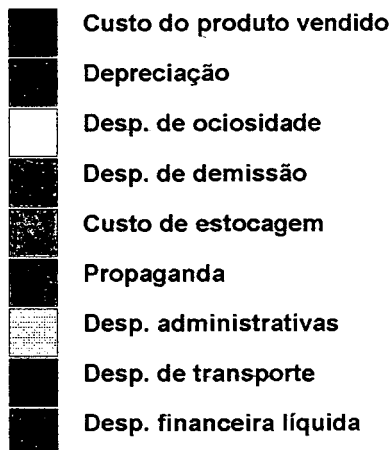 Custo do produto vendido
Depreciação
Desp. de ociosidade
Desp. de demissão
Custo de estocagem
Propaganda
Desp. administrativas
Desp. de transporte
Desp. financeira líquida